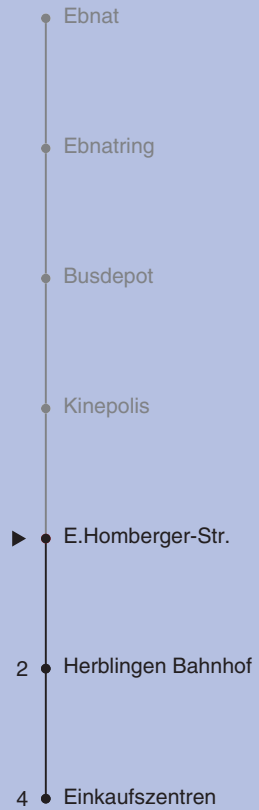 Ebnat
Ebnatring
Busdepot
Kinepolis
E.Homberger-Str.
2 Herblingen Bahnhof
4 Einkaufszentren